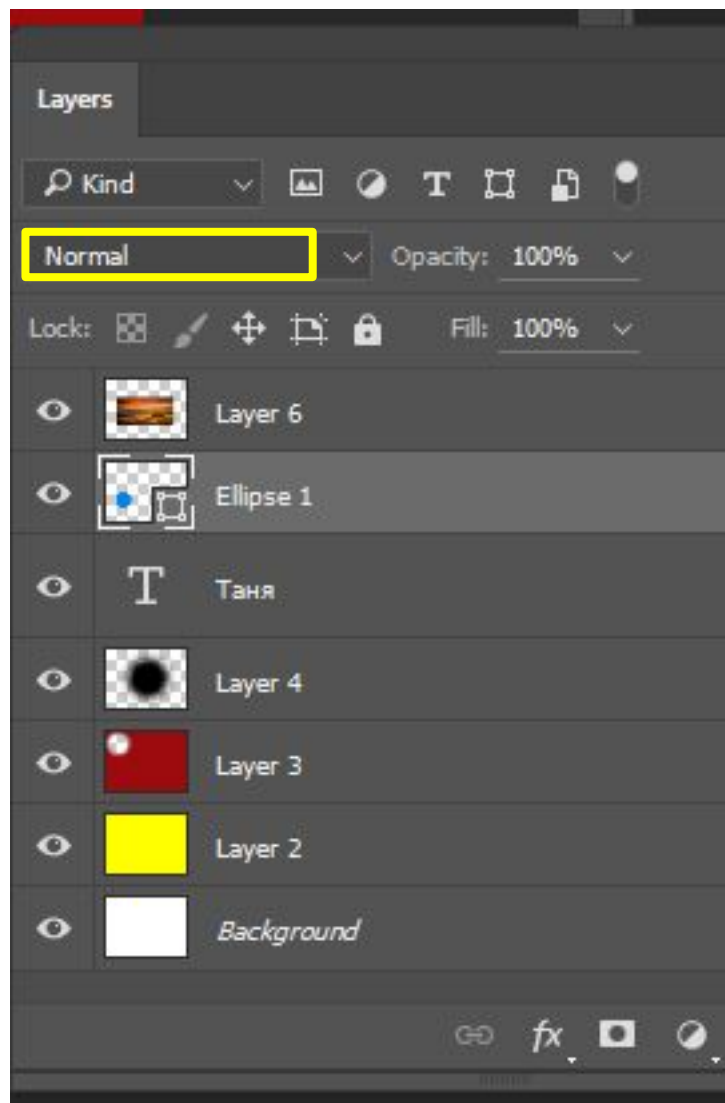 Layers
Kind T
Normal Opacity: 100%
Lock: Fill: 100%
Layer 6
Ellipse 1
T Таня
Layer 4
Layer 3
Layer 2
Background
fx